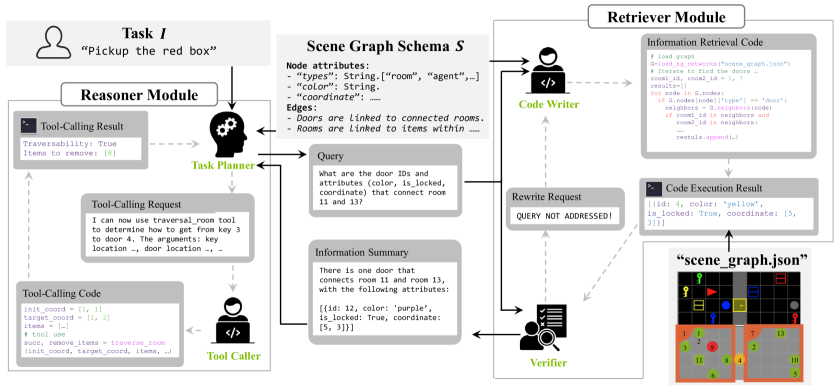 Task I
"Pickup the red box"
Scene Graph Schema S
Node attributes:
- "types": String.["room", "agent",…]
- "color": String.
- "coordinate": ……
Edges:
- Doors are linked to connected rooms.
- Rooms are linked to items within ……
Retriever Module
Code Writer
Information Retrieval Code
# load graph
G=load_sg_networks("scene_graph.json")
# Iterate to find the doors …
room1_id, room2_id = 1, 7
results=[]
for node in G.nodes:
if G.nodes[node]['type'] == 'door':
neighbors = G.neighbors(node)
if room1_id in neighbors and
room2_id in neighbors:
……
restuls.append(…)
Reasoner Module
Tool-Calling Result
Traversability: True
Items to remove: [8]
Task Planner
Query
What are the door IDs and
attributes (color, is_locked,
coordinate) that connect room
11 and 13?
Rewrite Request
QUERY NOT ADDRESSED!
Code Execution Result
[{id: 4, color: 'yellow',
is_locked: True, coordinate: [5,
3]}]
Tool-Calling Request
I can now use traversal_room tool
to determine how to get from key 3
to door 4. The arguments: key
location …, door location …, …
Information Summary
There is one door that
connects room 11 and room 13,
with the following attributes:
[{id: 12, color: 'purple',
is_locked: True, coordinate:
[5, 3]}]
Tool-Calling Code
init_coord = [1, 1]
target_coord = [1, 2]
items = […]
# tool use
succ, remove_items = traverse_room
(init_coord, target_coord, items, …)
Tool Caller
Verifier
"scene_graph.json"
1 1 7 13
3 2 9 2
11 8 4 10
6 5